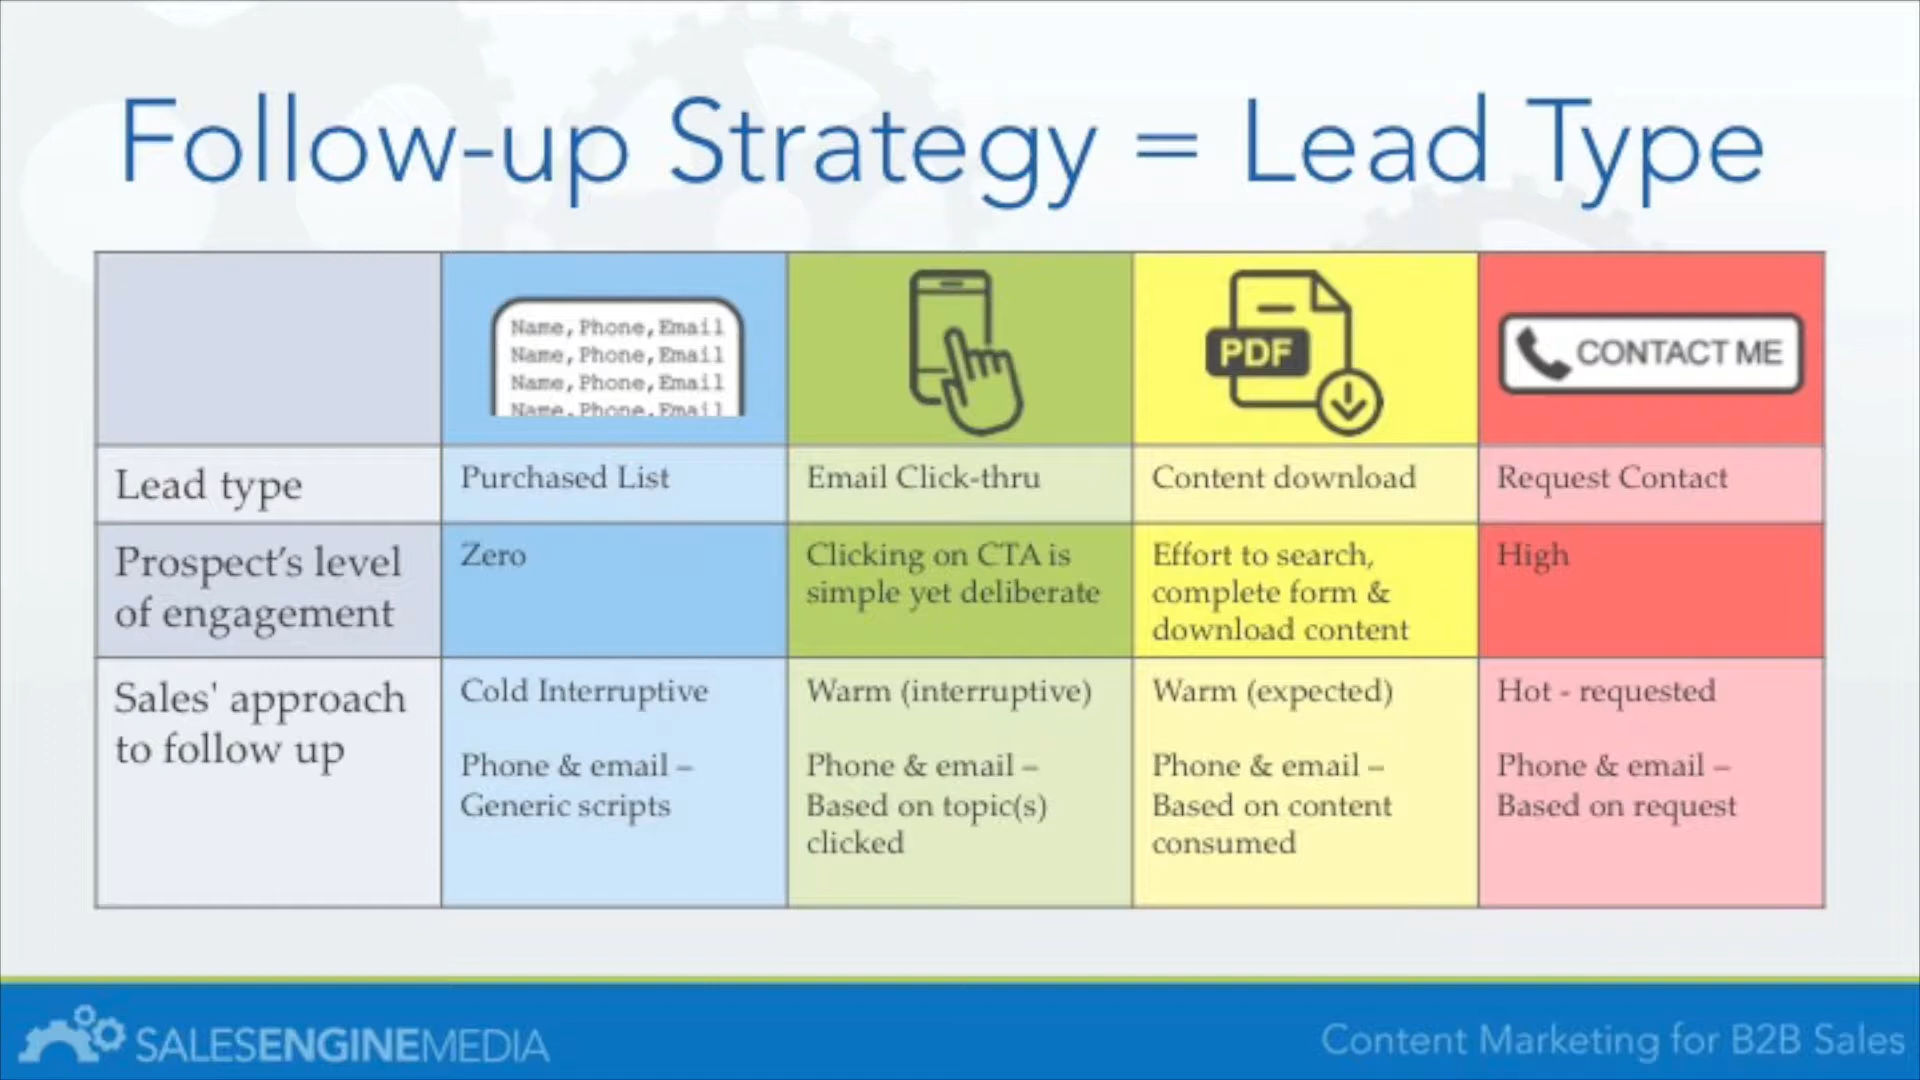 Follow-up Strategy = Lead Type
Name, Phone, Email
Name, Phone, Email
Name, Phone, Email
Name, Phone, Email
PDF
CONTACT ME
Lead type
Purchased List
Email Click-thru
Content download
Request Contact
Prospect’s level
of engagement
Zero
Clicking on CTA is
simple yet deliberate
Effort to search,
complete form &
download content
High
Sales' approach
to follow up
Cold Interruptive
Phone & email –
Generic scripts
Warm (interruptive)
Phone & email –
Based on topic(s)
clicked
Warm (expected)
Phone & email –
Based on content
consumed
Hot - requested
Phone & email –
Based on request
SALESENGINEMEDIA
Content Marketing for B2B Sales